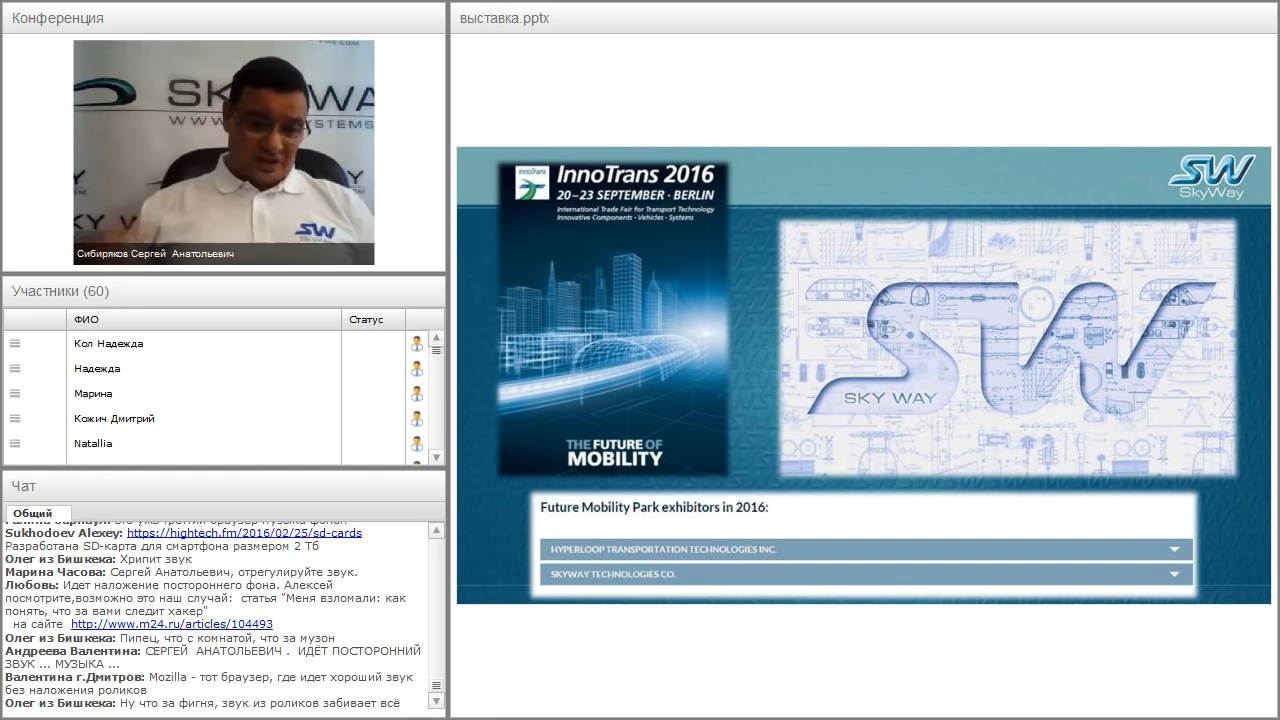 Конференция
SKYWA
WWW
YSTEMS
SW
Сибиряков Сергей Анатольевич
Участники (60)
ФИО
Статус
Кол Надежда
Надежда
Марина
Кожич Дмитрий
Natallia
Чат
Общий
Sukhodoev Alexey: https://hightech.fm/2016/02/25/sd-cards
Разработана SD-карта для смартфона размером 2 Тб
Олег из Бишкека: Хрипит звук
Марина Часова: Сергей Анатольевич, отрегулируйте звук.
Любовь: Идет наложение постороннего фона. Алексей
посмотрите,возможно это наш случай: статья "Меня взломали: как
понять, что за вами следит хакер"
на сайте http://www.m24.ru/articles/104493
Олег из Бишкека: Пипец, что с комнатой, что за музон
Андреева Валентина: СЕРГЕЙ АНАТОЛЬЕВИЧ . ИДЁТ ПОСТОРОННИЙ
ЗВУК ... МУЗЫКА ...
Валентина г.Дмитров: Mozilla - тот браузер, где идет хороший звук
без наложения роликов
Олег из Бишкека: Ну что за фигня, звук из роликов забивает всё
выставка.pptx
InnoTrans
InnoTrans 2016
20–23 SEPTEMBER · BERLIN
International Trade Fair for Transport Technology
Innovative Components · Vehicles · Systems
THE FUTURE OF
MOBILITY
SW
SkyWay
SW
SKY WAY
Future Mobility Park exhibitors in 2016:
HYPERLOOP TRANSPORTATION TECHNOLOGIES INC.
SKYWAY TECHNOLOGIES CO.